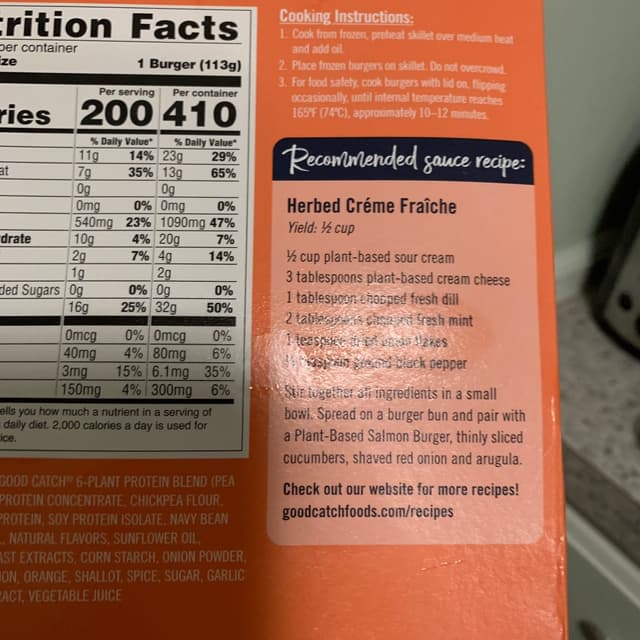 trition Facts
per container
ize 1 Burger (113g)
Per serving Per container
ries 200 410
% Daily Value* % Daily Value*
11g 14% 23g 29%
at 7g 35% 13g 65%
0g 0g
0mg 0% 0mg 0%
540mg 23% 1090mg 47%
drate 10g 4% 20g 7%
2g 7% 4g 14%
1g 2g
ded Sugars 0g 0% 0g 0%
16g 25% 32g 50%
0mcg 0% 0mcg 0%
40mg 4% 80mg 6%
3mg 15% 6.1mg 35%
150mg 4% 300mg 6%
ells you how much a nutrient in a serving of
daily diet. 2,000 calories a day is used for
ice.
GOOD CATCH® 6-PLANT PROTEIN BLEND (PEA
PROTEIN CONCENTRATE, CHICKPEA FLOUR,
PROTEIN, SOY PROTEIN ISOLATE, NAVY BEAN
NATURAL FLAVORS, SUNFLOWER OIL,
AST EXTRACTS, CORN STARCH, ONION POWDER,
ON, ORANGE, SHALLOT, SPICE, SUGAR, GARLIC
RACT, VEGETABLE JUICE
Cooking Instructions:
1. Cook from frozen, preheat skillet over medium heat
and add oil.
2. Place frozen burgers on skillet. Do not overcrowd.
3. For food safety, cook burgers with lid on, flipping
occasionally, until internal temperature reaches
165°F (74°C), approximately 10–12 minutes.
Recommended sauce recipe:
Herbed Créme Fraîche
Yield: ½ cup
½ cup plant-based sour cream
3 tablespoons plant-based cream cheese
1 tablespoon chopped fresh dill
2 tablespoons chopped fresh mint
1 teaspoon dried onion flakes
teaspoon ground black pepper
Stir together all ingredients in a small
bowl. Spread on a burger bun and pair with
a Plant-Based Salmon Burger, thinly sliced
cucumbers, shaved red onion and arugula.
Check out our website for more recipes!
goodcatchfoods.com/recipes